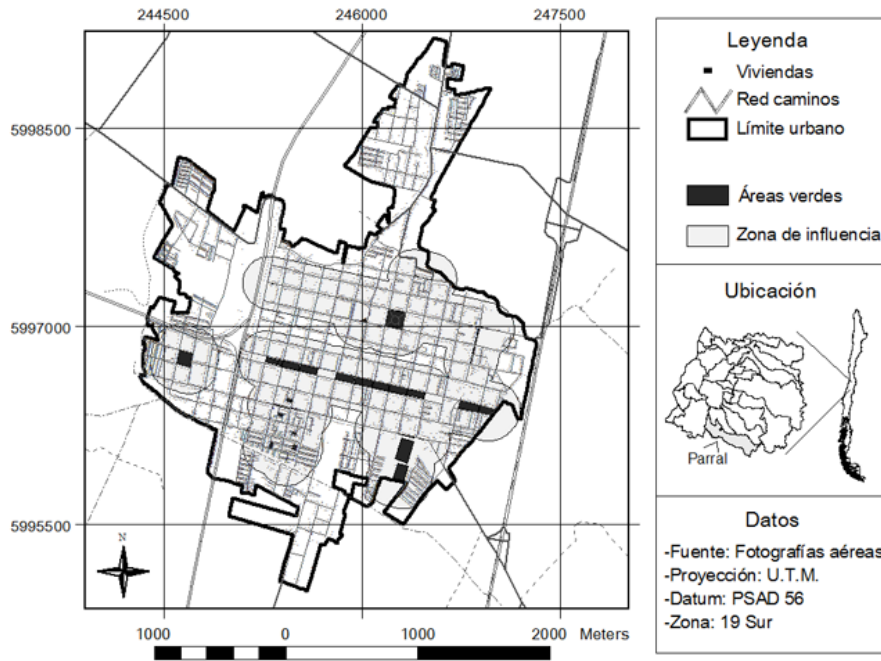 244500 246000 247500
5998500
5997000
5995500
N
1000 0 1000 2000 Meters
Leyenda
Viviendas
Red caminos
Límite urbano
Áreas verdes
Zona de influencia
Ubicación
Parral
Datos
-Fuente: Fotografías aéreas
-Proyección: U.T.M.
-Datum: PSAD 56
-Zona: 19 Sur